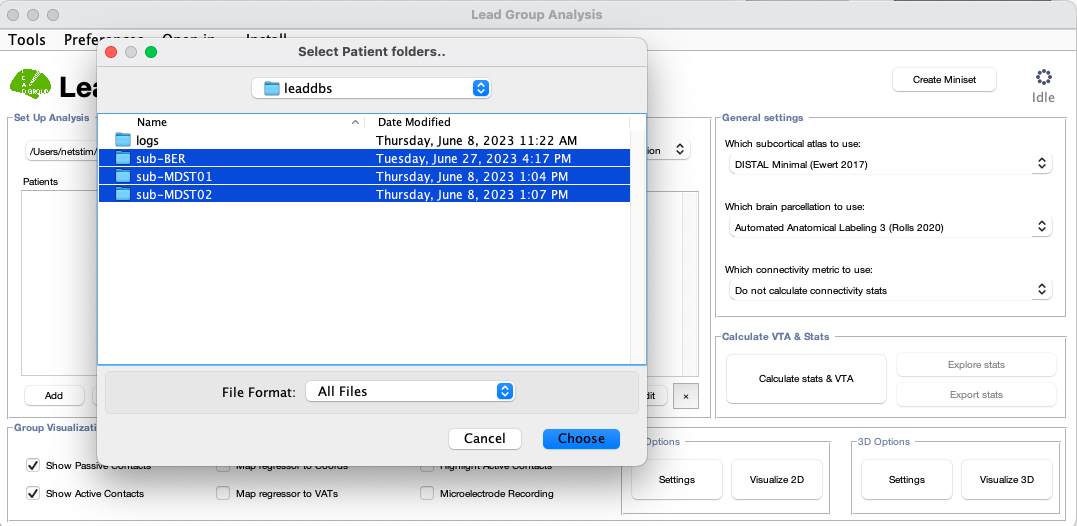 Lead Group Analysis
Tools Preferences Open in Install
Select Patient folders..
LEAD GROUP
Lea
leaddbs
Create Miniset
Idle
Set Up Analysis
/Users/netstim/
Patients
Name Date Modified
logs Thursday, June 8, 2023 11:22 AM
sub-BER Tuesday, June 27, 2023 4:17 PM
sub-MDST01 Thursday, June 8, 2023 1:04 PM
sub-MDST02 Thursday, June 8, 2023 1:07 PM
ion
General settings
Which subcortical atlas to use:
DISTAL Minimal (Ewert 2017)
Which brain parcellation to use:
Automated Anatomical Labeling 3 (Rolls 2020)
Which connectivity metric to use:
Do not calculate connectivity stats
File Format: All Files
Cancel Choose
Add
dit ×
Calculate VTA & Stats
Calculate stats & VTA
Explore stats
Export stats
Group Visualizati
Show Passive Contacts Map regressor to Coords Highlight Active Contacts
Show Active Contacts Map regressor to VATs Microelectrode Recording
Options
Settings Visualize 2D
3D Options
Settings Visualize 3D